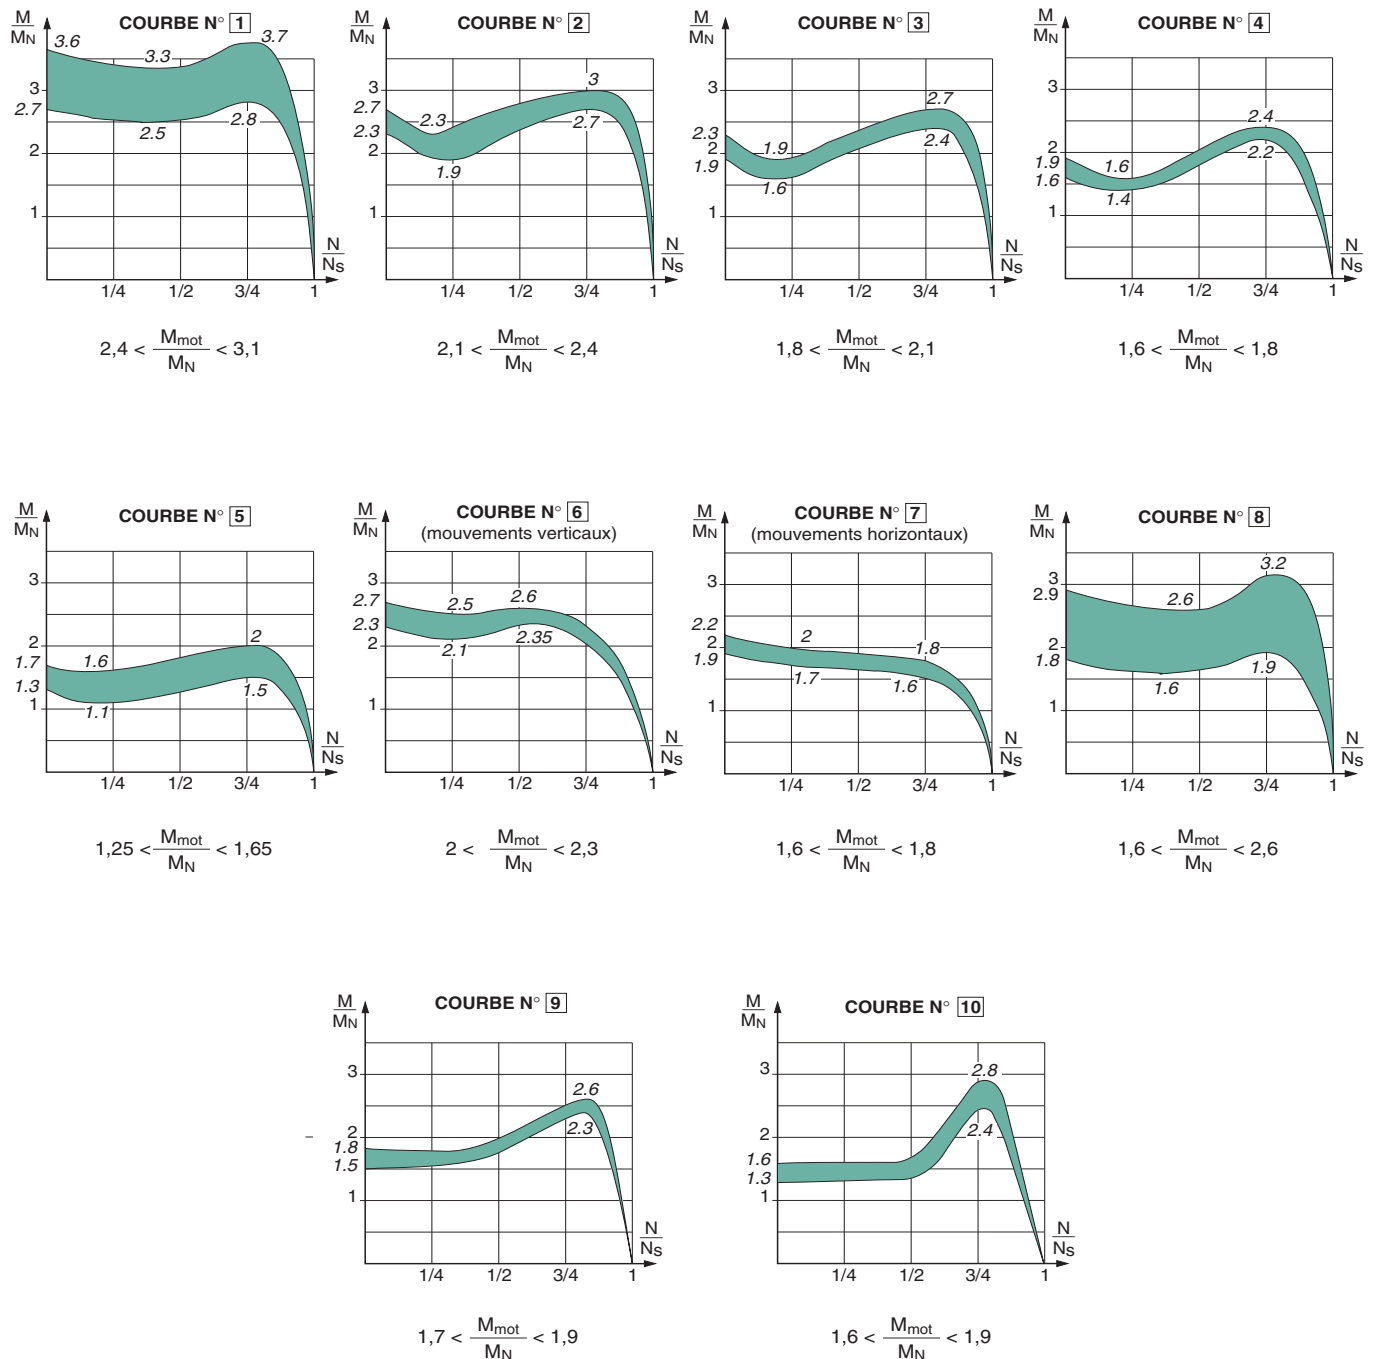 COURBE N° 1
M
MN
3.6
3.7
3.3
3
2.7
2.5
2.8
2
1
N
NS
1/4 1/2 3/4 1
2,4 < Mmot / MN < 3,1
COURBE N° 2
M
MN
3
3
2.7
2.3
2.3
2.7
2
1.9
1
N
NS
1/4 1/2 3/4 1
2,1 < Mmot / MN < 2,4
COURBE N° 3
M
MN
3
2.7
2.3
2
1.9
1.9
2.4
1.6
1
N
NS
1/4 1/2 3/4 1
1,8 < Mmot / MN < 2,1
COURBE N° 4
M
MN
3
2.4
2
1.9
1.6
1.6
2.2
1.4
1
N
NS
1/4 1/2 3/4 1
1,6 < Mmot / MN < 1,8
COURBE N° 5
M
MN
3
2
2
1.7
1.6
1.3
1.5
1.1
1
N
NS
1/4 1/2 3/4 1
1,25 < Mmot / MN < 1,65
COURBE N° 6
(mouvements verticaux)
M
MN
3
2.7
2.5
2.6
2.3
2.35
2
2.1
1
N
NS
1/4 1/2 3/4 1
2 < Mmot / MN < 2,3
COURBE N° 7
(mouvements horizontaux)
M
MN
3
2.2
2
2
1.8
1.9
1.7
1.6
1
N
NS
1/4 1/2 3/4 1
1,6 < Mmot / MN < 1,8
COURBE N° 8
M
MN
3.2
3
2.9
2.6
2
1.8
1.9
1.6
1
N
NS
1/4 1/2 3/4 1
1,6 < Mmot / MN < 2,6
COURBE N° 9
M
MN
3
2.6
2
2.3
1.8
1.5
1
N
NS
1/4 1/2 3/4 1
1,7 < Mmot / MN < 1,9
COURBE N° 10
M
MN
3
2.8
2
2.4
1.6
1.3
1
N
NS
1/4 1/2 3/4 1
1,6 < Mmot / MN < 1,9